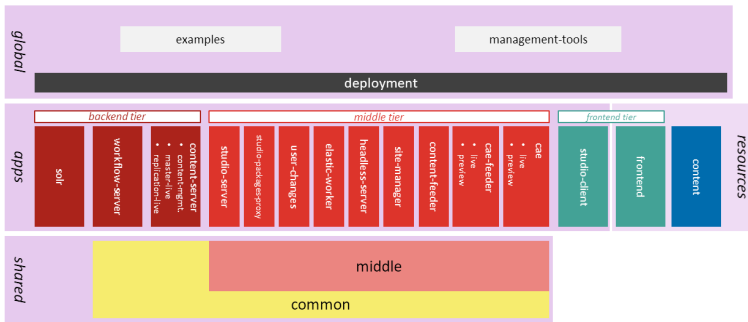 global
examples
management-tools
deployment
apps
backend tier
middle tier
frontend tier
resources
solr
workflow-server
content-server
• content-mgmt.
• master-live
• replication-live
studio-server
studio-packages-proxy
user-changes
elastic-worker
headless-server
site-manager
content-feeder
cae-feeder
• live
• preview
cae
• live
• preview
studio-client
frontend
content
shared
middle
common